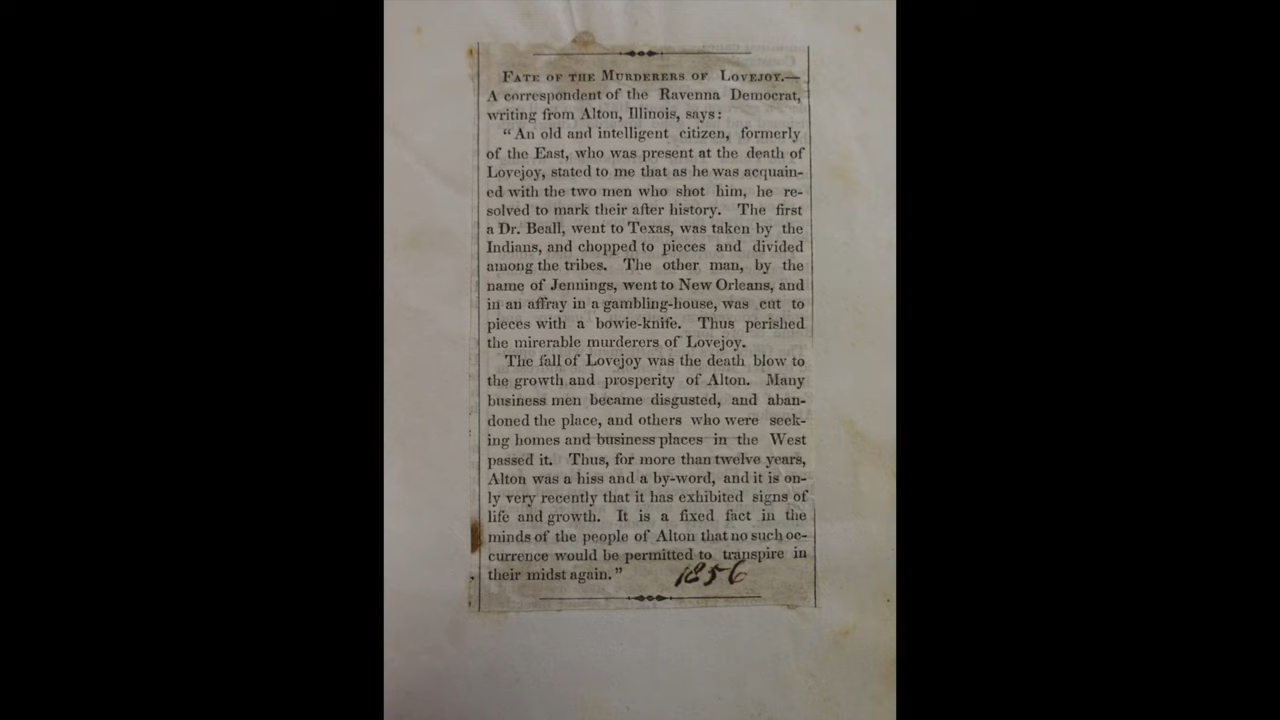 FATE OF THE MURDERERS OF LOVEJOY.—
A correspondent of the Ravenna Democrat,
writing from Alton, Illinois, says:
"An old and intelligent citizen, formerly
of the East, who was present at the death of
Lovejoy, stated to me that as he was acquain-
ed with the two men who shot him, he re-
solved to mark their after history. The first
a Dr. Beall, went to Texas, was taken by the
Indians, and chopped to pieces and divided
among the tribes. The other man, by the
name of Jennings, went to New Orleans, and
in an affray in a gambling-house, was cut to
pieces with a bowie-knife. Thus perished
the mirerable murderers of Lovejoy.
The fall of Lovejoy was the death blow to
the growth and prosperity of Alton. Many
business men became disgusted, and aban-
doned the place, and others who were seek-
ing homes and business places in the West
passed it. Thus, for more than twelve years,
Alton was a hiss and a by-word, and it is on-
ly very recently that it has exhibited signs of
life and growth. It is a fixed fact in the
minds of the people of Alton that no such oc-
currence would be permitted to transpire in
their midst again." 1856